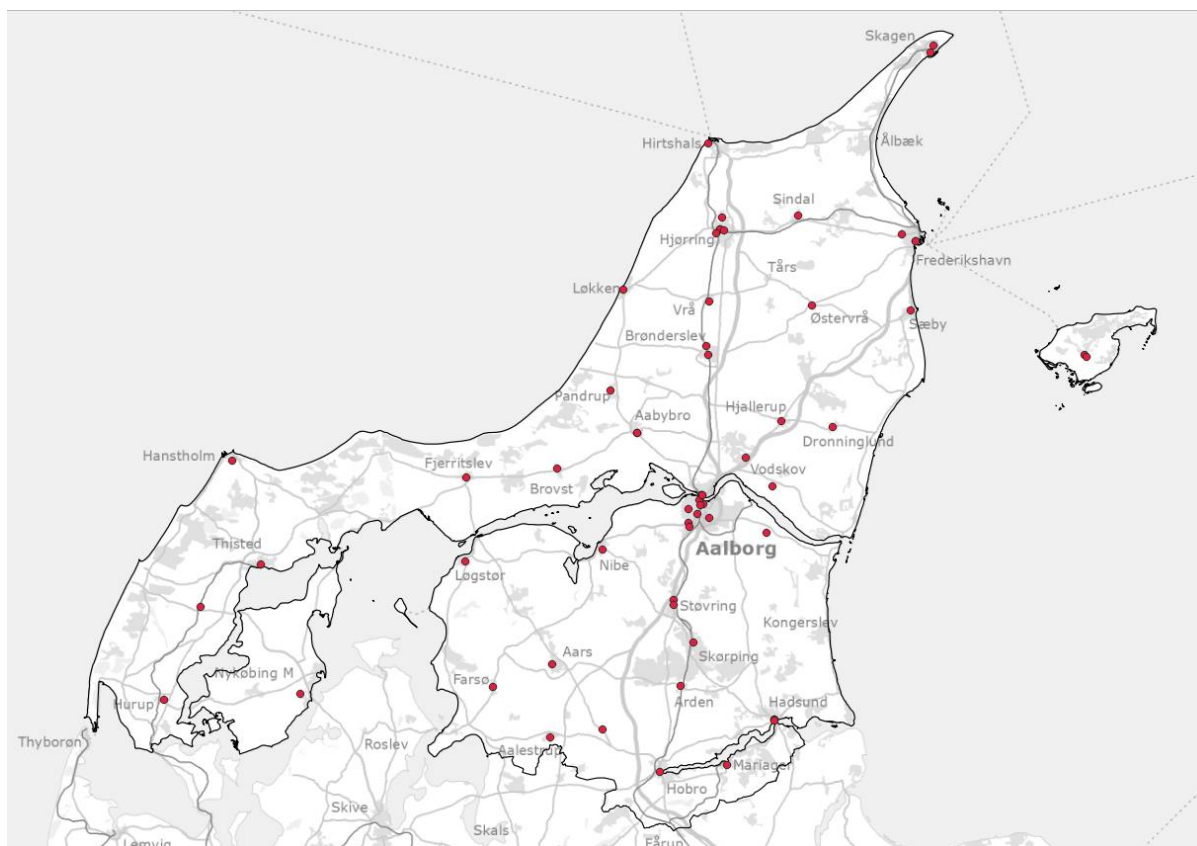 Skagen
Ålbæk
Hirtshals
Sindal
Hjørring
Frederikshavn
Tårs
Løkken
Vrå
Østervrå
Sæby
Brønderslev
Pandrup
Hjallerup
Aabybro
Dronninglund
Hanstholm
Fjerritslev
Vodskov
Brovst
Thisted
Aalborg
Løgstør
Nibe
Støvring
Kongerslev
Skørping
Aars
Nykøbing M
Farsø
Arden
Hurup
Hadsund
Thyborøn
Roslev
Aalestrup
Mariager
Hobro
Skive
Skals
Lemvig
Fårup